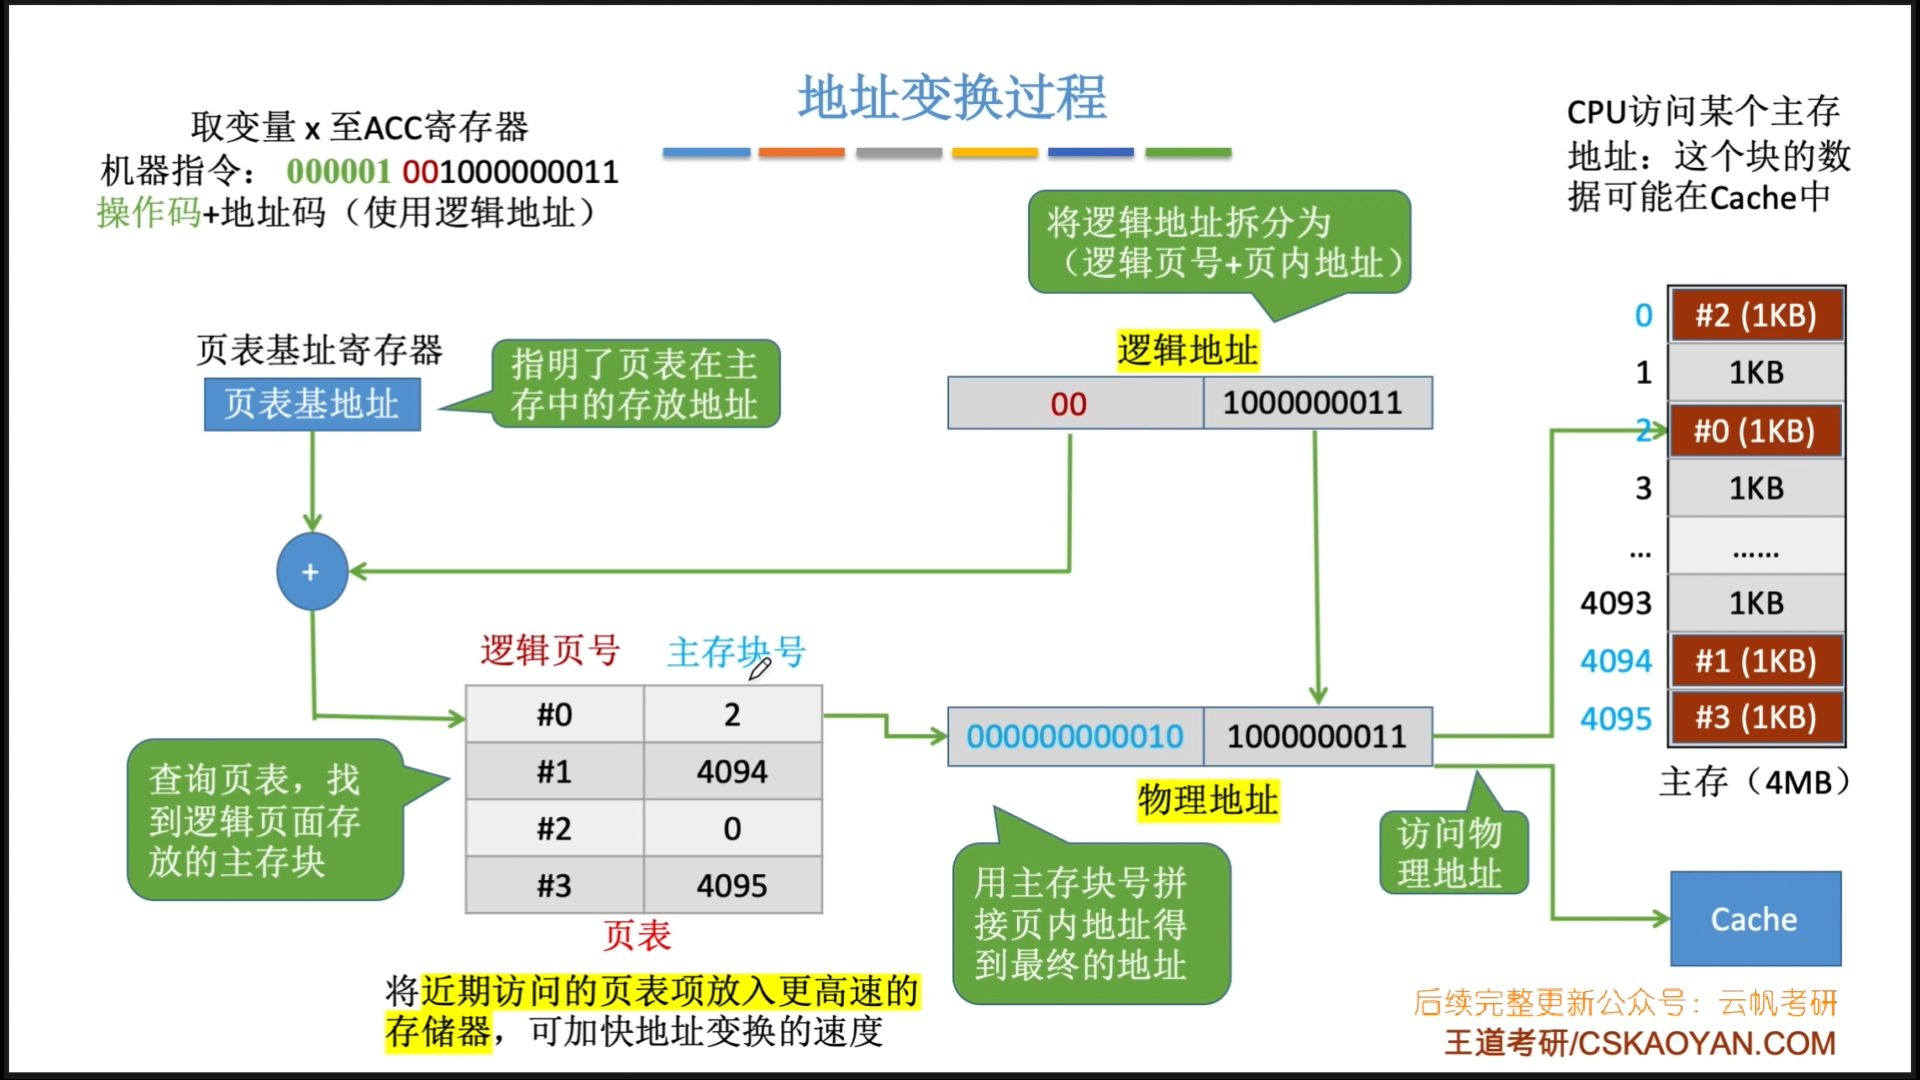 地址变换过程
取变量 x 至ACC寄存器
机器指令： 000001 001000000011
操作码+地址码（使用逻辑地址）
CPU访问某个主存
地址：这个块的数
据可能在Cache中
将逻辑地址拆分为
（逻辑页号+页内地址）
页表基址寄存器
页表基地址
指明了页表在主
存中的存放地址
逻辑地址
00 1000000011
+
逻辑页号 主存块号
#0 2
#1 4094
#2 0
#3 4095
页表
查询页表，找
到逻辑页面存
放的主存块
000000000010 1000000011
物理地址
用主存块号拼
接页内地址得
到最终的地址
访问物
理地址
0 #2 (1KB)
1 1KB
2 #0 (1KB)
3 1KB
... ......
4093 1KB
4094 #1 (1KB)
4095 #3 (1KB)
主存（4MB）
Cache
将近期访问的页表项放入更高速的
存储器，可加快地址变换的速度
后续完整更新公众号：云帆考研
王道考研/CSKAOYAN.COM